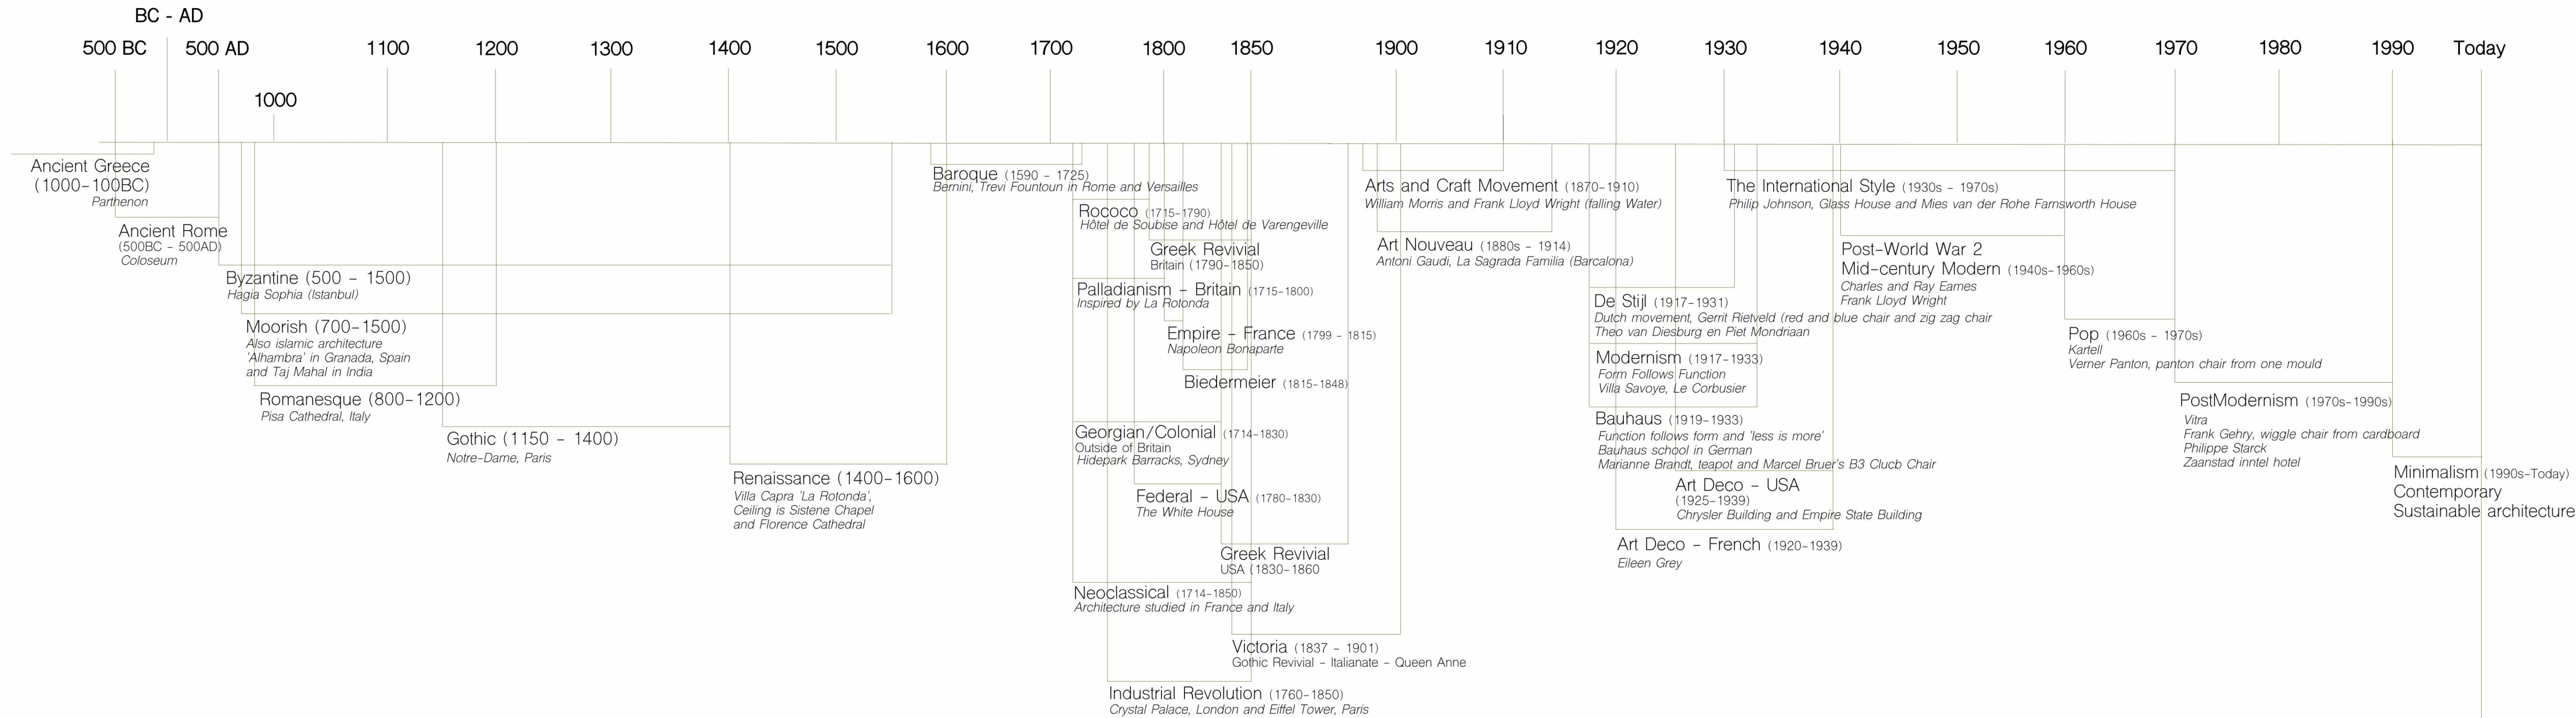 BC - AD
500 BC
500 AD
1000
1100
1200
1300
1400
1500
1600
1700
1800
1850
1900
1910
1920
1930
1940
1950
1960
1970
1980
1990
Today
Ancient Greece
(1000-100BC)
Parthenon
Ancient Rome
(500BC - 500AD)
Coloseum
Byzantine (500 - 1500)
Hagia Sophia (Istanbul)
Moorish (700-1500)
Also islamic architecture
'Alhambra' in Granada, Spain
and Taj Mahal in India
Romanesque (800-1200)
Pisa Cathedral, Italy
Gothic (1150 - 1400)
Notre-Dame, Paris
Renaissance (1400-1600)
Villa Capra 'La Rotonda',
Ceiling is Sistene Chapel
and Florence Cathedral
Baroque (1590 - 1725)
Bernini, Trevi Fountoun in Rome and Versailles
Rococo (1715-1790)
Hôtel de Soubise and Hôtel de Varengeville
Greek Revivial
Britain (1790-1850)
Palladianism - Britain (1715-1800)
Inspired by La Rotonda
Empire - France (1799 - 1815)
Napoleon Bonaparte
Biedermeier (1815-1848)
Georgian/Colonial (1714-1830)
Outside of Britain
Hidepark Barracks, Sydney
Federal - USA (1780-1830)
The White House
Greek Revivial
USA (1830-1860
Neoclassical (1714-1850)
Architecture studied in France and Italy
Victoria (1837 - 1901)
Gothic Revivial - Italianate - Queen Anne
Industrial Revolution (1760-1850)
Crystal Palace, London and Eiffel Tower, Paris
Arts and Craft Movement (1870-1910)
William Morris and Frank Lloyd Wright (falling Water)
Art Nouveau (1880s - 1914)
Antoni Gaudi, La Sagrada Familia (Barcalona)
De Stijl (1917-1931)
Dutch movement, Gerrit Rietveld (red and blue chair and zig zag chair
Theo van Diesburg en Piet Mondriaan
Modernism (1917-1933)
Form Follows Function
Villa Savoye, Le Corbusier
Bauhaus (1919-1933)
Function follows form and 'less is more'
Bauhaus school in German
Marianne Brandt, teapot and Marcel Bruer's B3 Clucb Chair
Art Deco - USA
(1925-1939)
Chrysler Building and Empire State Building
Art Deco - French (1920-1939)
Eileen Grey
The International Style (1930s - 1970s)
Philip Johnson, Glass House and Mies van der Rohe Farnsworth House
Post-World War 2
Mid-century Modern (1940s-1960s)
Charles and Ray Eames
Frank Lloyd Wright
Pop (1960s - 1970s)
Kartell
Verner Panton, panton chair from one mould
PostModernism (1970s-1990s)
Vitra
Frank Gehry, wiggle chair from cardboard
Philippe Starck
Zaanstad inntel hotel
Minimalism (1990s-Today)
Contemporary
Sustainable architecture